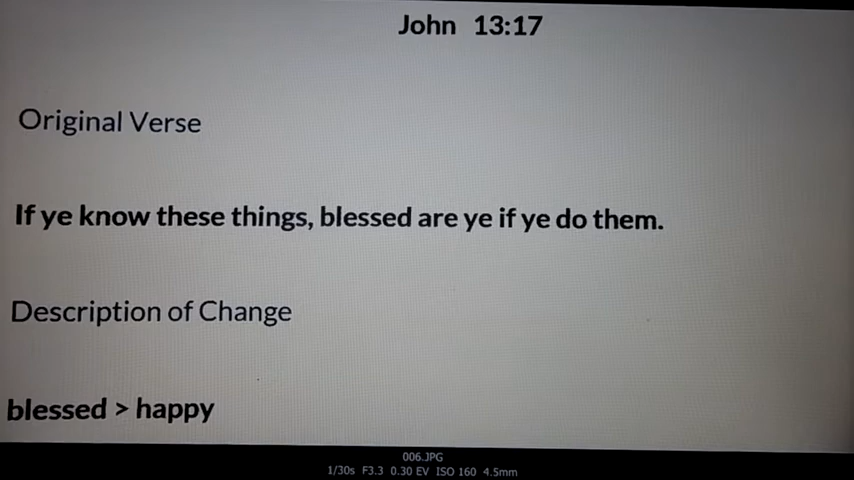 John 13:17
Original Verse
If ye know these things, blessed are ye if ye do them.
Description of Change
blessed > happy
006.JPG
1/30s F3.3 0.30 EV ISO 160 4.5mm